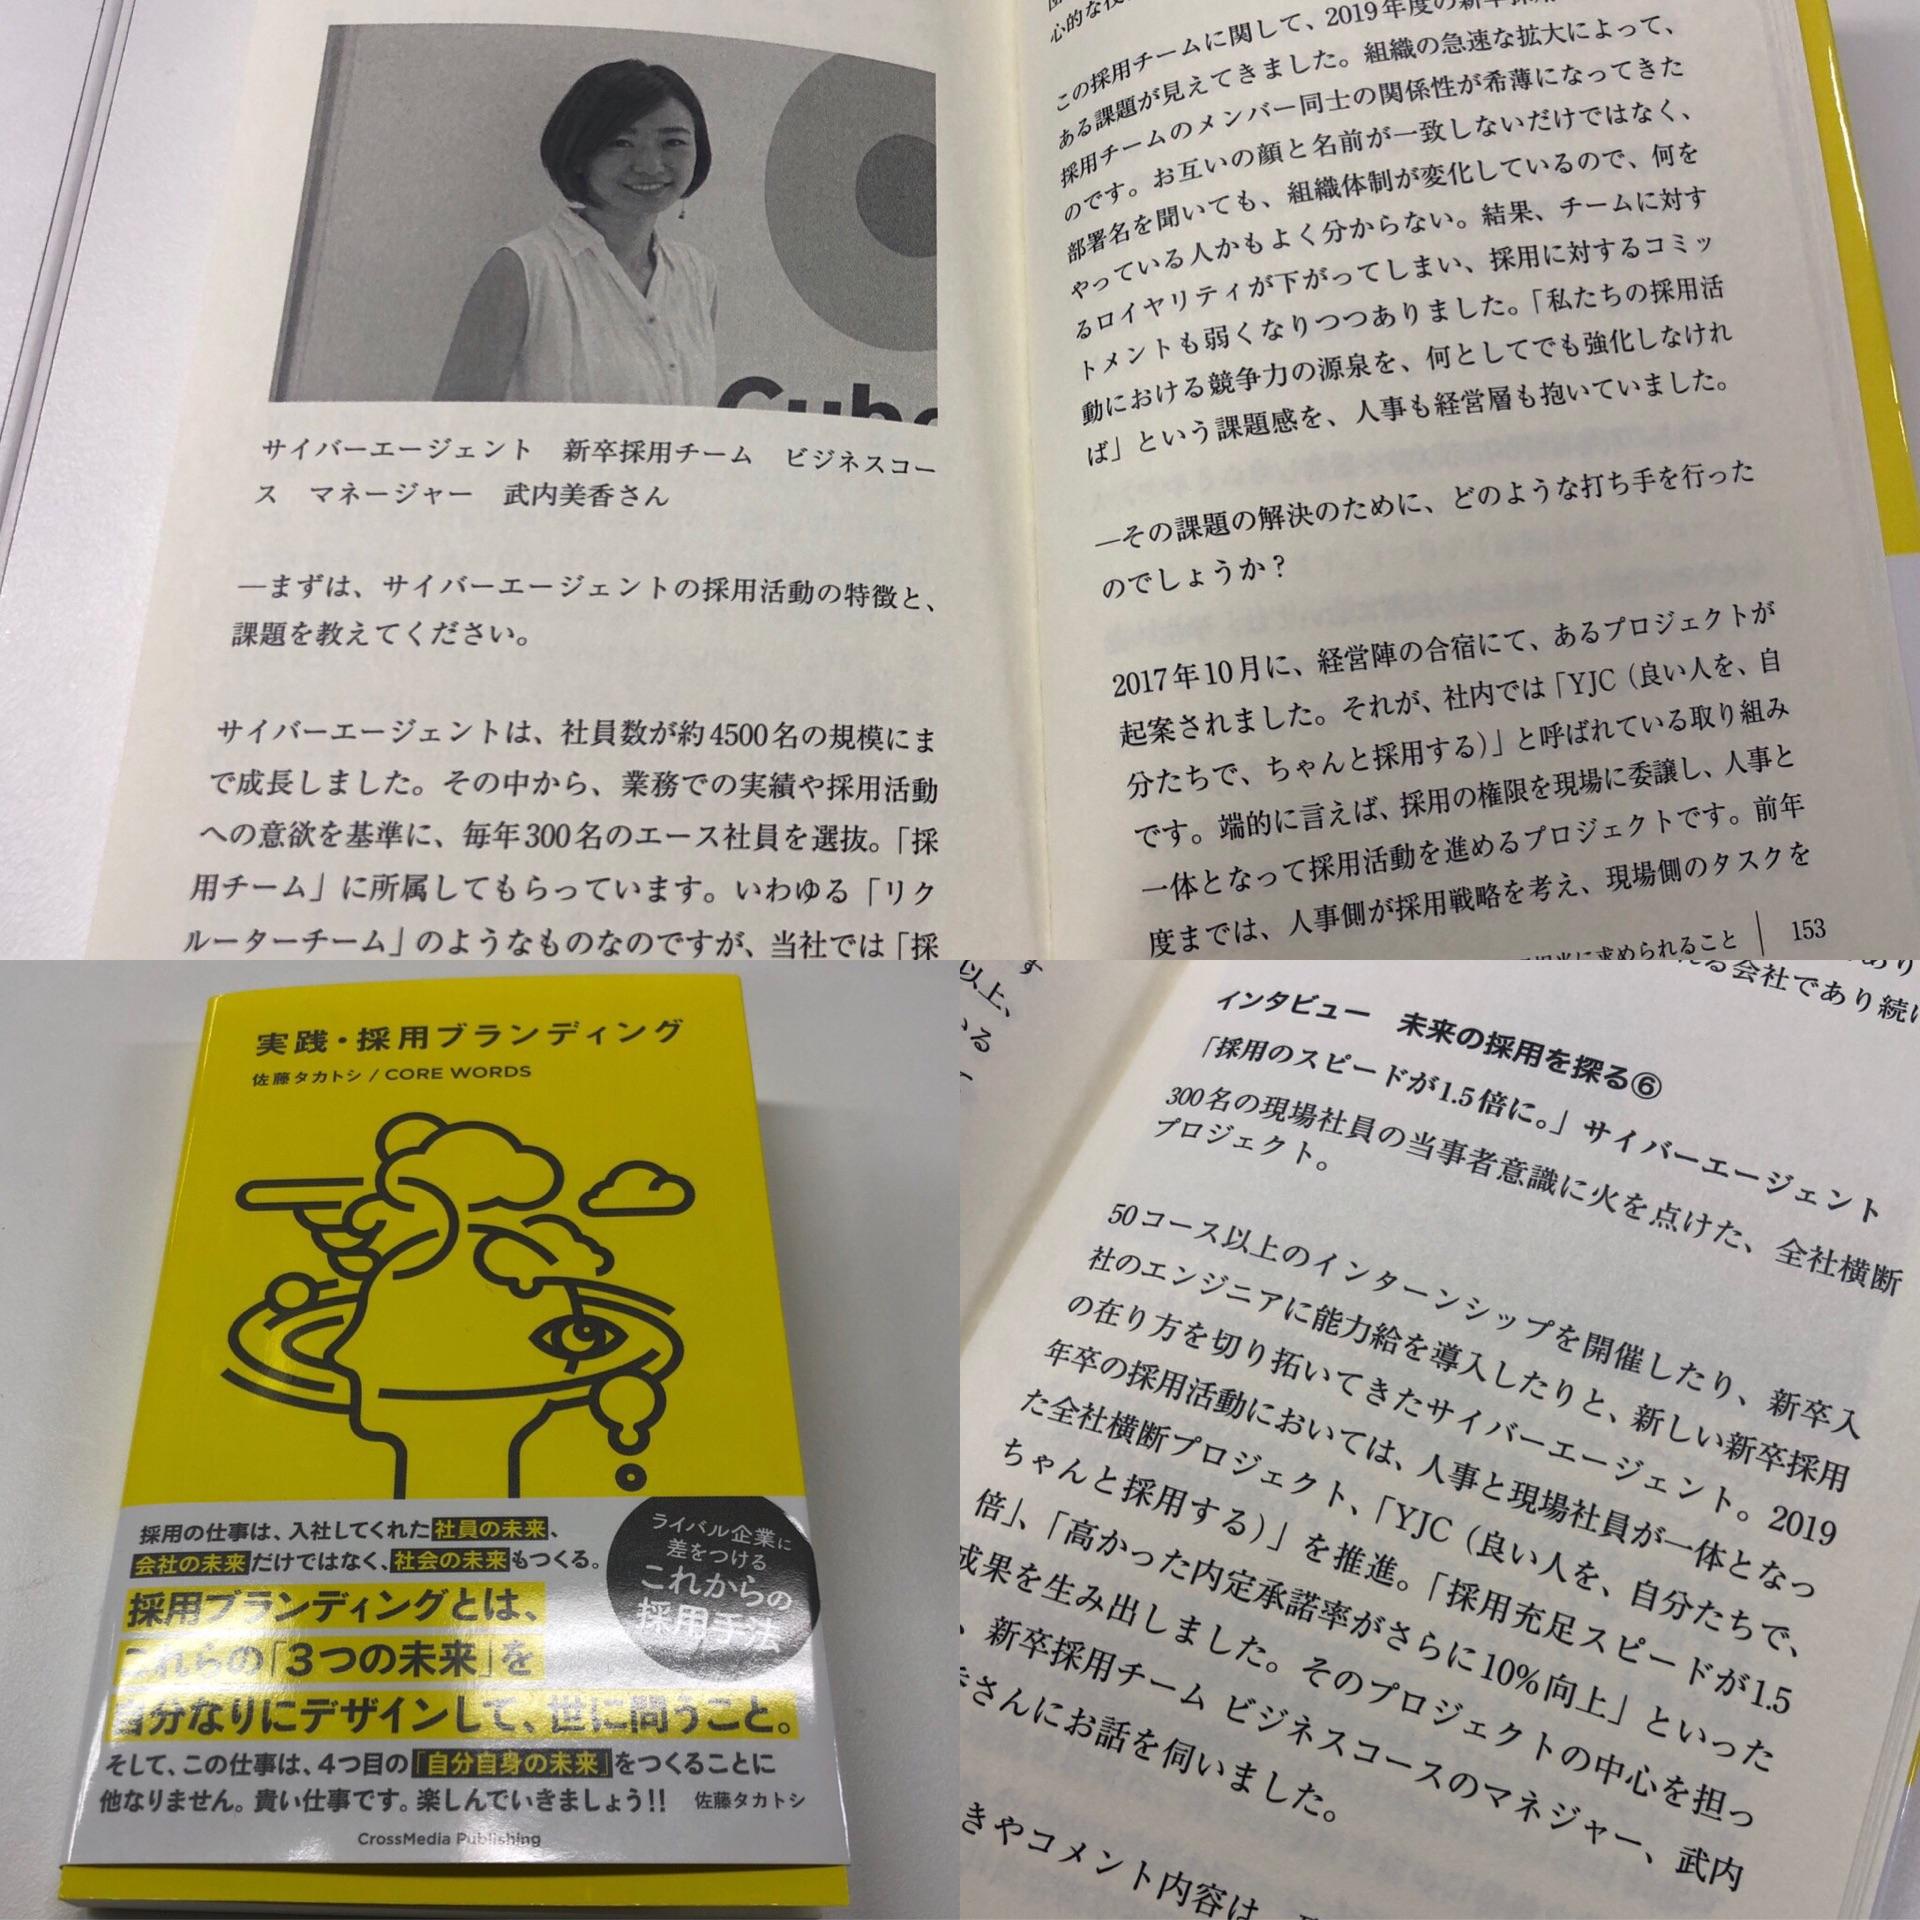 Cybe
サイバーエージェント　新卒採用チーム　ビジネスコー
ス　マネージャー　武内美香さん
―まずは、サイバーエージェントの採用活動の特徴と、
課題を教えてください。
サイバーエージェントは、社員数が約4500名の規模にま
で成長しました。その中から、業務での実績や採用活動
への意欲を基準に、毎年300名のエース社員を選抜。「採
用チーム」に所属してもらっています。いわゆる「リク
ルーターチーム」のようなものなのですが、当社では「採
心的な
この採用チームに関して、2019年度の新卒採用
ある課題が見えてきました。組織の急速な拡大によって、
採用チームのメンバー同士の関係性が希薄になってきた
のです。お互いの顔と名前が一致しないだけではなく、
部署名を聞いても、組織体制が変化しているので、何を
やっている人かもよく分からない。結果、チームに対す
るロイヤリティが下がってしまい、採用に対するコミッ
トメントも弱くなりつつありました。「私たちの採用活
動における競争力の源泉を、何としてでも強化しなけれ
ば」という課題感を、人事も経営層も抱いていました。
―その課題の解決のために、どのような打ち手を行った
のでしょうか？
2017年10月に、経営陣の合宿にて、あるプロジェクトが
起案されました。それが、社内では「YJC（良い人を、自
分たちで、ちゃんと採用する）」と呼ばれている取り組み
です。端的に言えば、採用の権限を現場に委譲し、人事と
一体となって採用活動を進めるプロジェクトです。前年
度までは、人事側が採用戦略を考え、現場側のタスクを
担当に求められること　153
実践・採用ブランディング
佐藤タカトシ / CORE WORDS
採用の仕事は、入社してくれた社員の未来、
会社の未来だけではなく、社会の未来もつくる。
採用ブランディングとは、
これらの「3つの未来」を
自分なりにデザインして、世に問うこと。
そして、この仕事は、4つ目の「自分自身の未来」をつくることに
他なりません。貴い仕事です。楽しんでいきましょう!!　佐藤タカトシ
ライバル企業に
差をつける
これからの
採用手法
CrossMedia Publishing
す
以上、
いる
える会社であり続け
インタビュー　未来の採用を探る⑥
「採用のスピードが1.5倍に。」サイバーエージェント
300名の現場社員の当事者意識に火を点けた、全社横断
プロジェクト。
50コース以上のインターンシップを開催したり、新卒入
社のエンジニアに能力給を導入したりと、新しい新卒採用
の在り方を切り拓いてきたサイバーエージェント。2019
年卒の採用活動においては、人事と現場社員が一体となっ
た全社横断プロジェクト、「YJC（良い人を、自分たちで、
ちゃんと採用する）」を推進。「採用充足スピードが1.5
倍」、「高かった内定承諾率がさらに10%向上」といった
成果を生み出しました。そのプロジェクトの中心を担っ
、新卒採用チーム ビジネスコースのマネジャー、武内
さんにお話を伺いました。
きやコメント内容は、